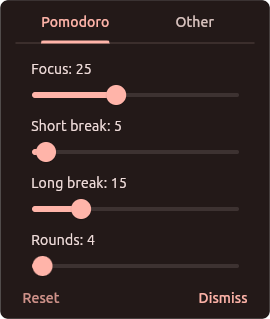 Pomodoro Other
Focus: 25
Short break: 5
Long break: 15
Rounds: 4
Reset Dismiss